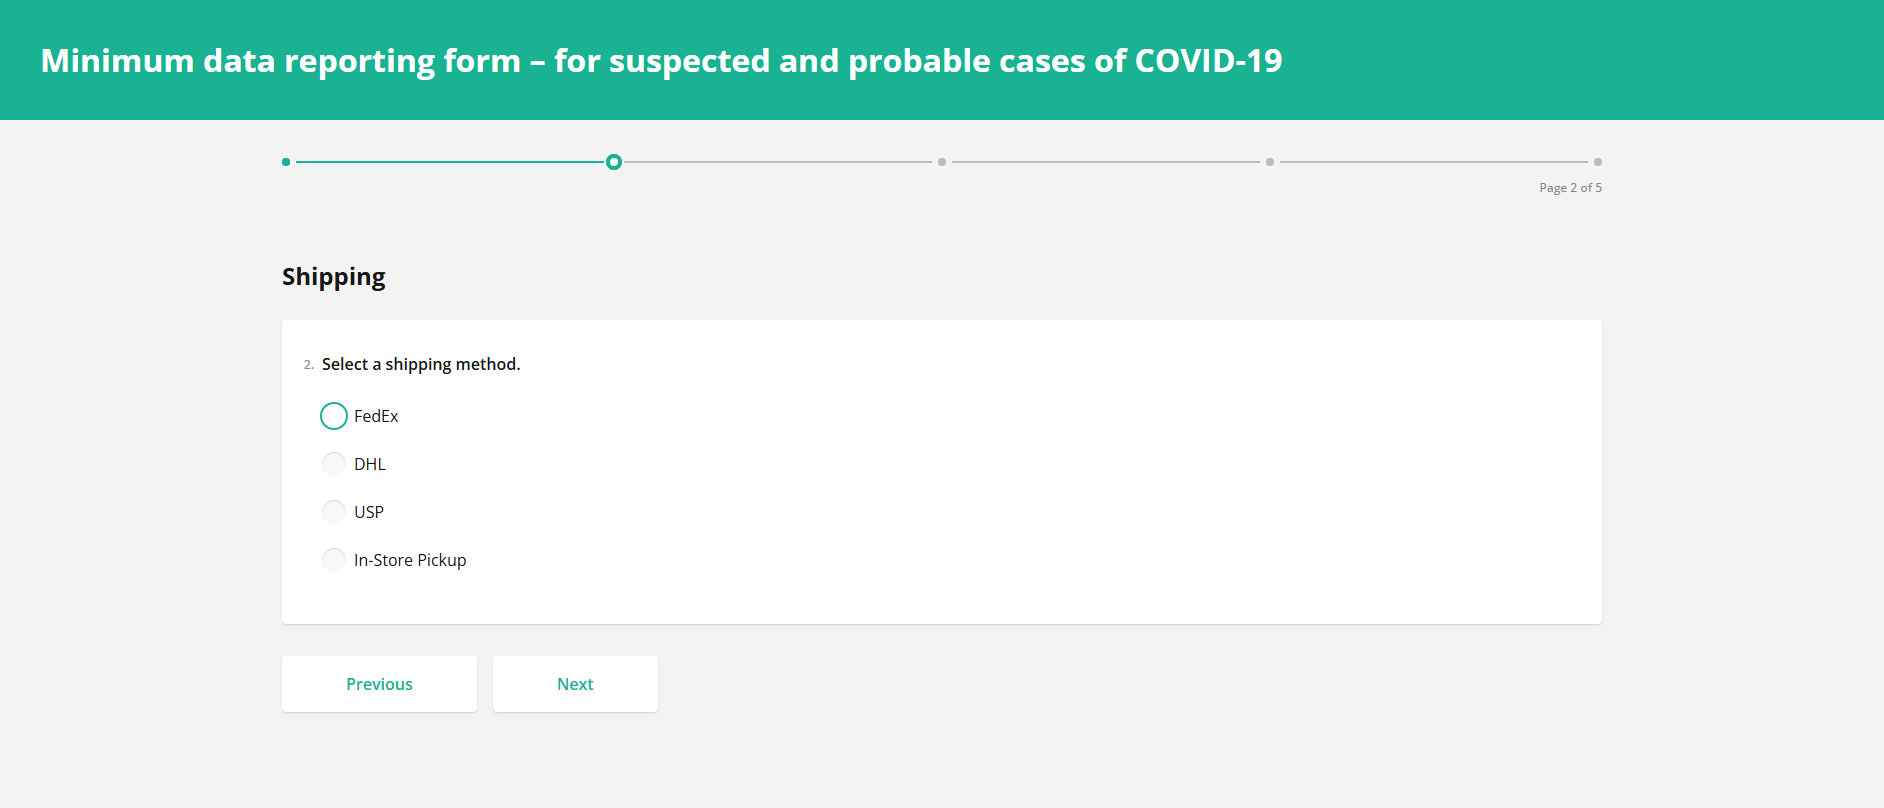 Minimum data reporting form – for suspected and probable cases of COVID-19
Page 2 of 5
Shipping
2. Select a shipping method.
FedEx
DHL
USP
In-Store Pickup
Previous
Next